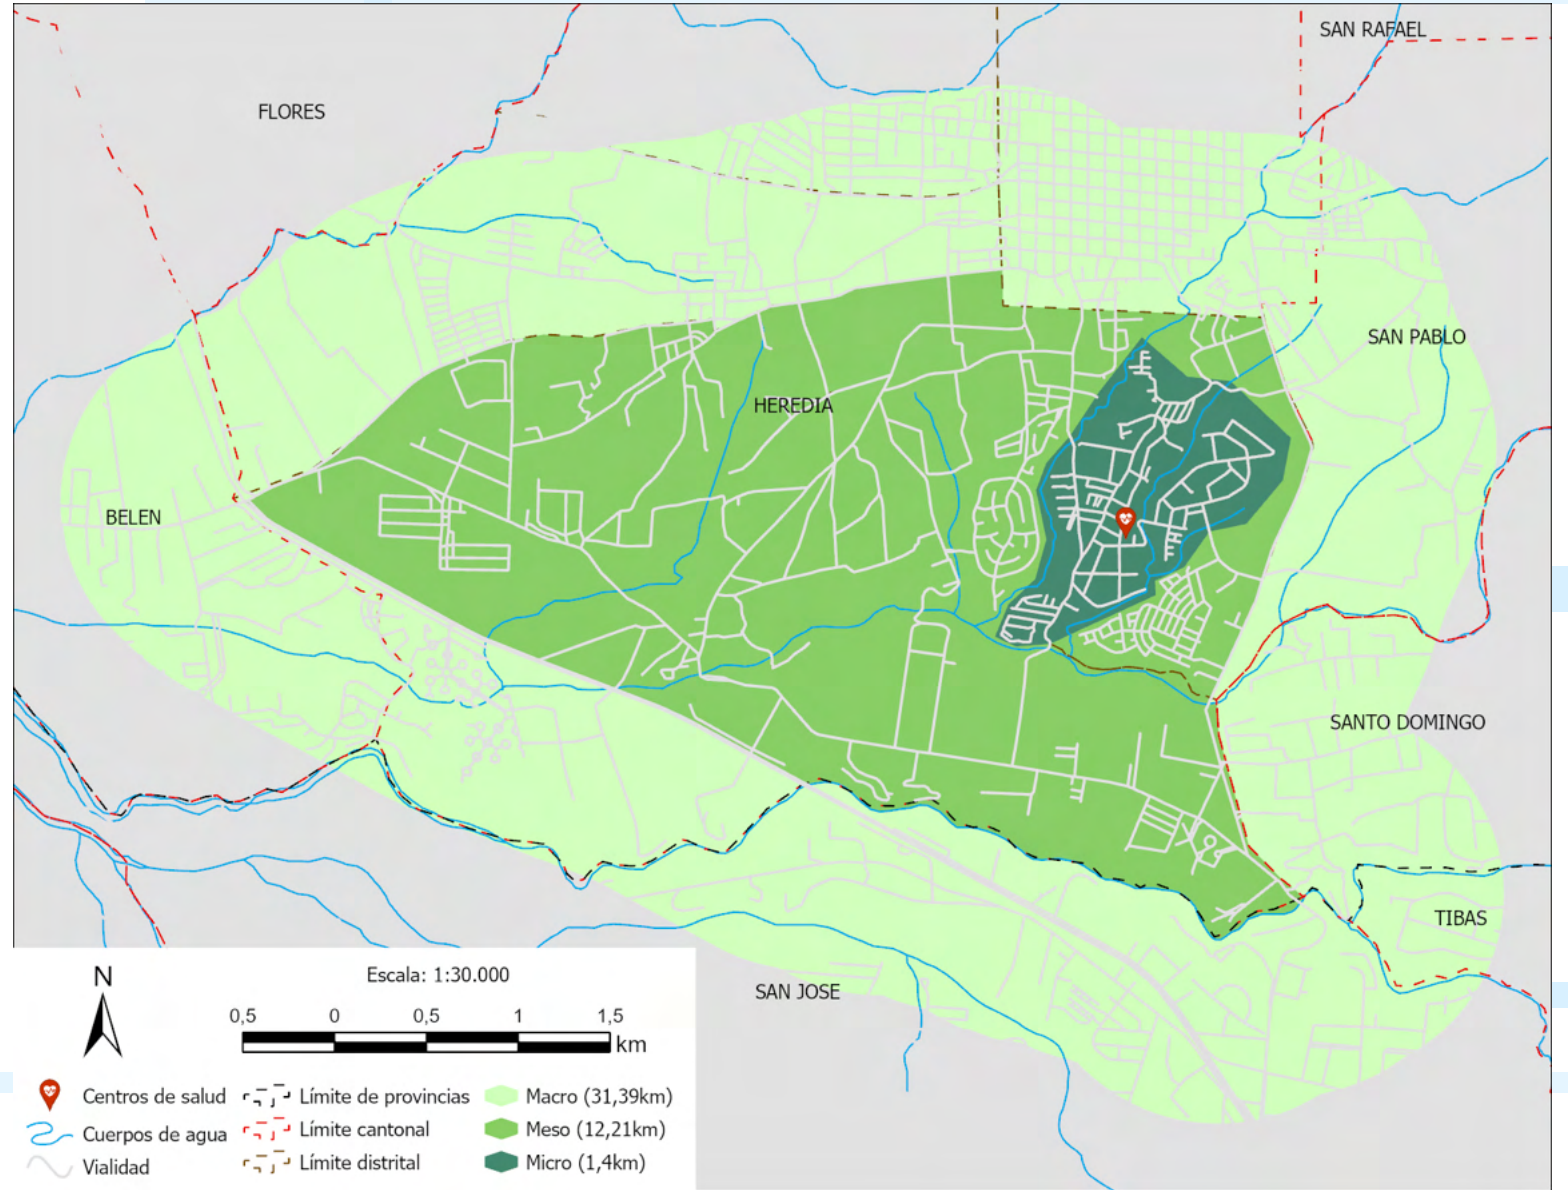 SAN RAFAEL
FLORES
SAN PABLO
HEREDIA
BELEN
SANTO DOMINGO
TIBAS
SAN JOSE
N
Escala: 1:30.000
0,5 0 0,5 1 1,5
km
Centros de salud
Cuerpos de agua
Vialidad
Límite de provincias
Límite cantonal
Límite distrital
Macro (31,39km)
Meso (12,21km)
Micro (1,4km)